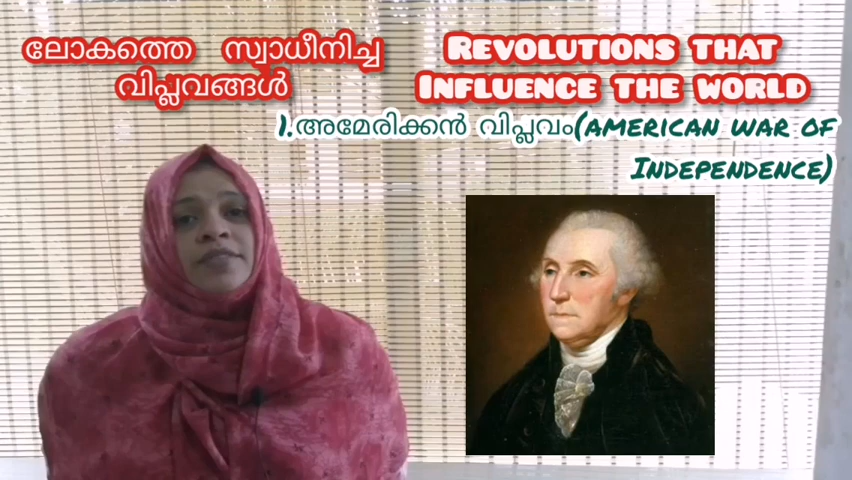 ലോകത്തെ സ്വാധീനിച്ച
വിപ്ലവങ്ങൾ
REVOLUTIONS THAT
INFLUENCE THE WORLD
1.അമേരിക്കൻ വിപ്ലവം(AMERICAN WAR OF
INDEPENDENCE)